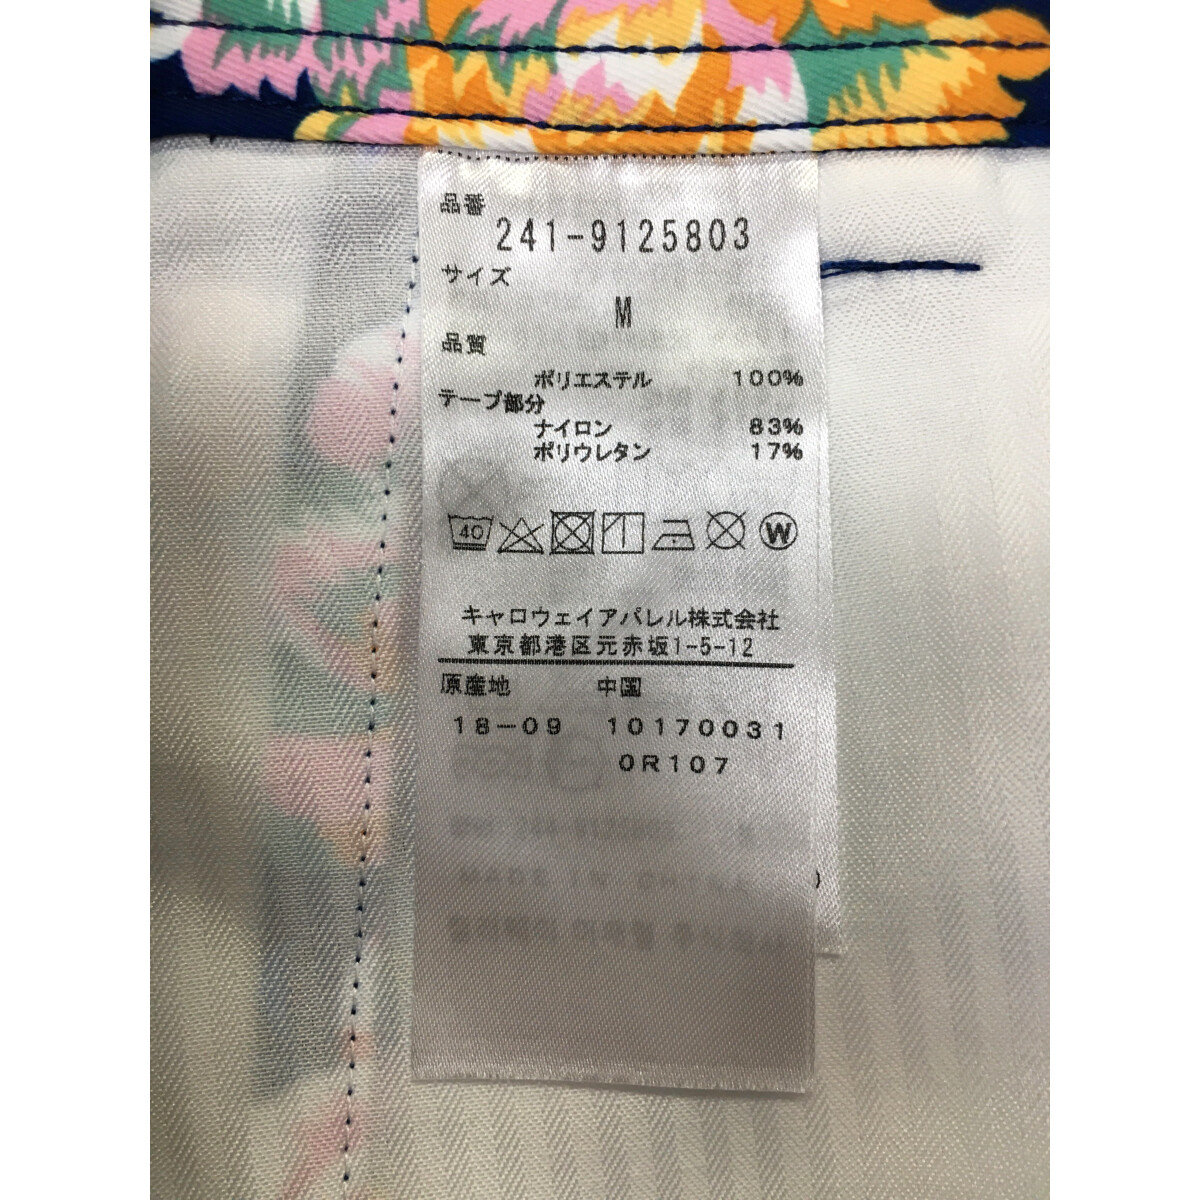 品番
241-9125803
サイズ
M
品質
ポリエステル 100%
テープ部分
ナイロン 83%
ポリウレタン 17%
40
W
キャロウェイアパレル株式会社
東京都港区元赤坂1-5-12
原産地 中国
18-09 10170031
0R107